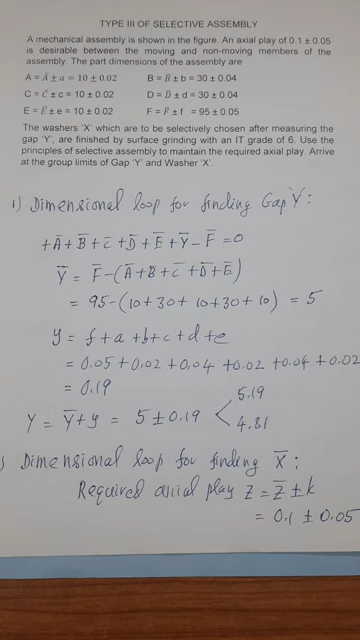 TYPE III OF SELECTIVE ASSEMBLY
A mechanical assembly is shown in the figure. An axial play of 0.1 ± 0.05
is desirable between the moving and non-moving members of the
assembly. The part dimensions of the assembly are
A = A̅ ± a = 10 ± 0.02 B = B̅ ± b = 30 ± 0.04
C = C̅ ± c = 10 ± 0.02 D = D̅ ± d = 30 ± 0.04
E = E̅ ± e = 10 ± 0.02 F = F̅ ± f = 95 ± 0.05
The washers 'X' which are to be selectively chosen after measuring the
gap 'Y', are finished by surface grinding with an IT grade of 6. Use the
principles of selective assembly to maintain the required axial play. Arrive
at the group limits of Gap 'Y' and Washer 'X'.
1) Dimensional loop for finding Gap Y̅:
+A̅+B̅+C̅+D̅+E̅+Y̅-F̅=0
Y̅ = F̅-(A̅+B̅+C̅+D̅+E̅)
= 95-(10+30+10+30+10) = 5
y = f+a+b+c+d+e
= 0.05+0.02+0.04+0.02+0.04+0.02
= 0.19
5.19
Y = Y̅+y = 5±0.19 <
4.81
) Dimensional loop for finding X̅:
Required axial play Z = Z̅ ± k
= 0.1 ± 0.05